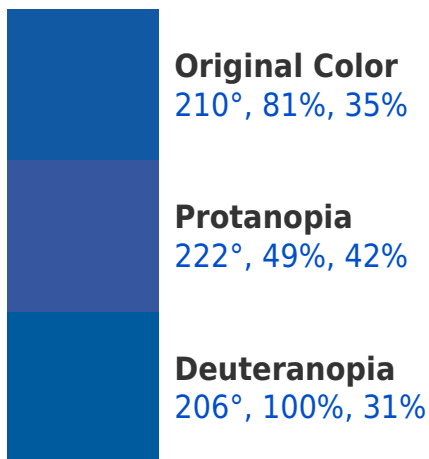 Original Color
210°, 81%, 35%
Protanopia
222°, 49%, 42%
Deuteranopia
206°, 100%, 31%